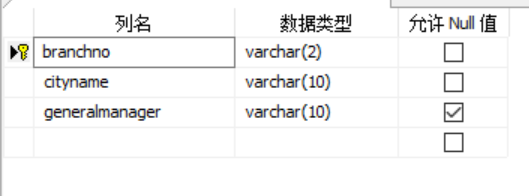 列名 数据类型 允许 Null 值
branchno varchar(2)
cityname varchar(10)
generalmanager varchar(10)